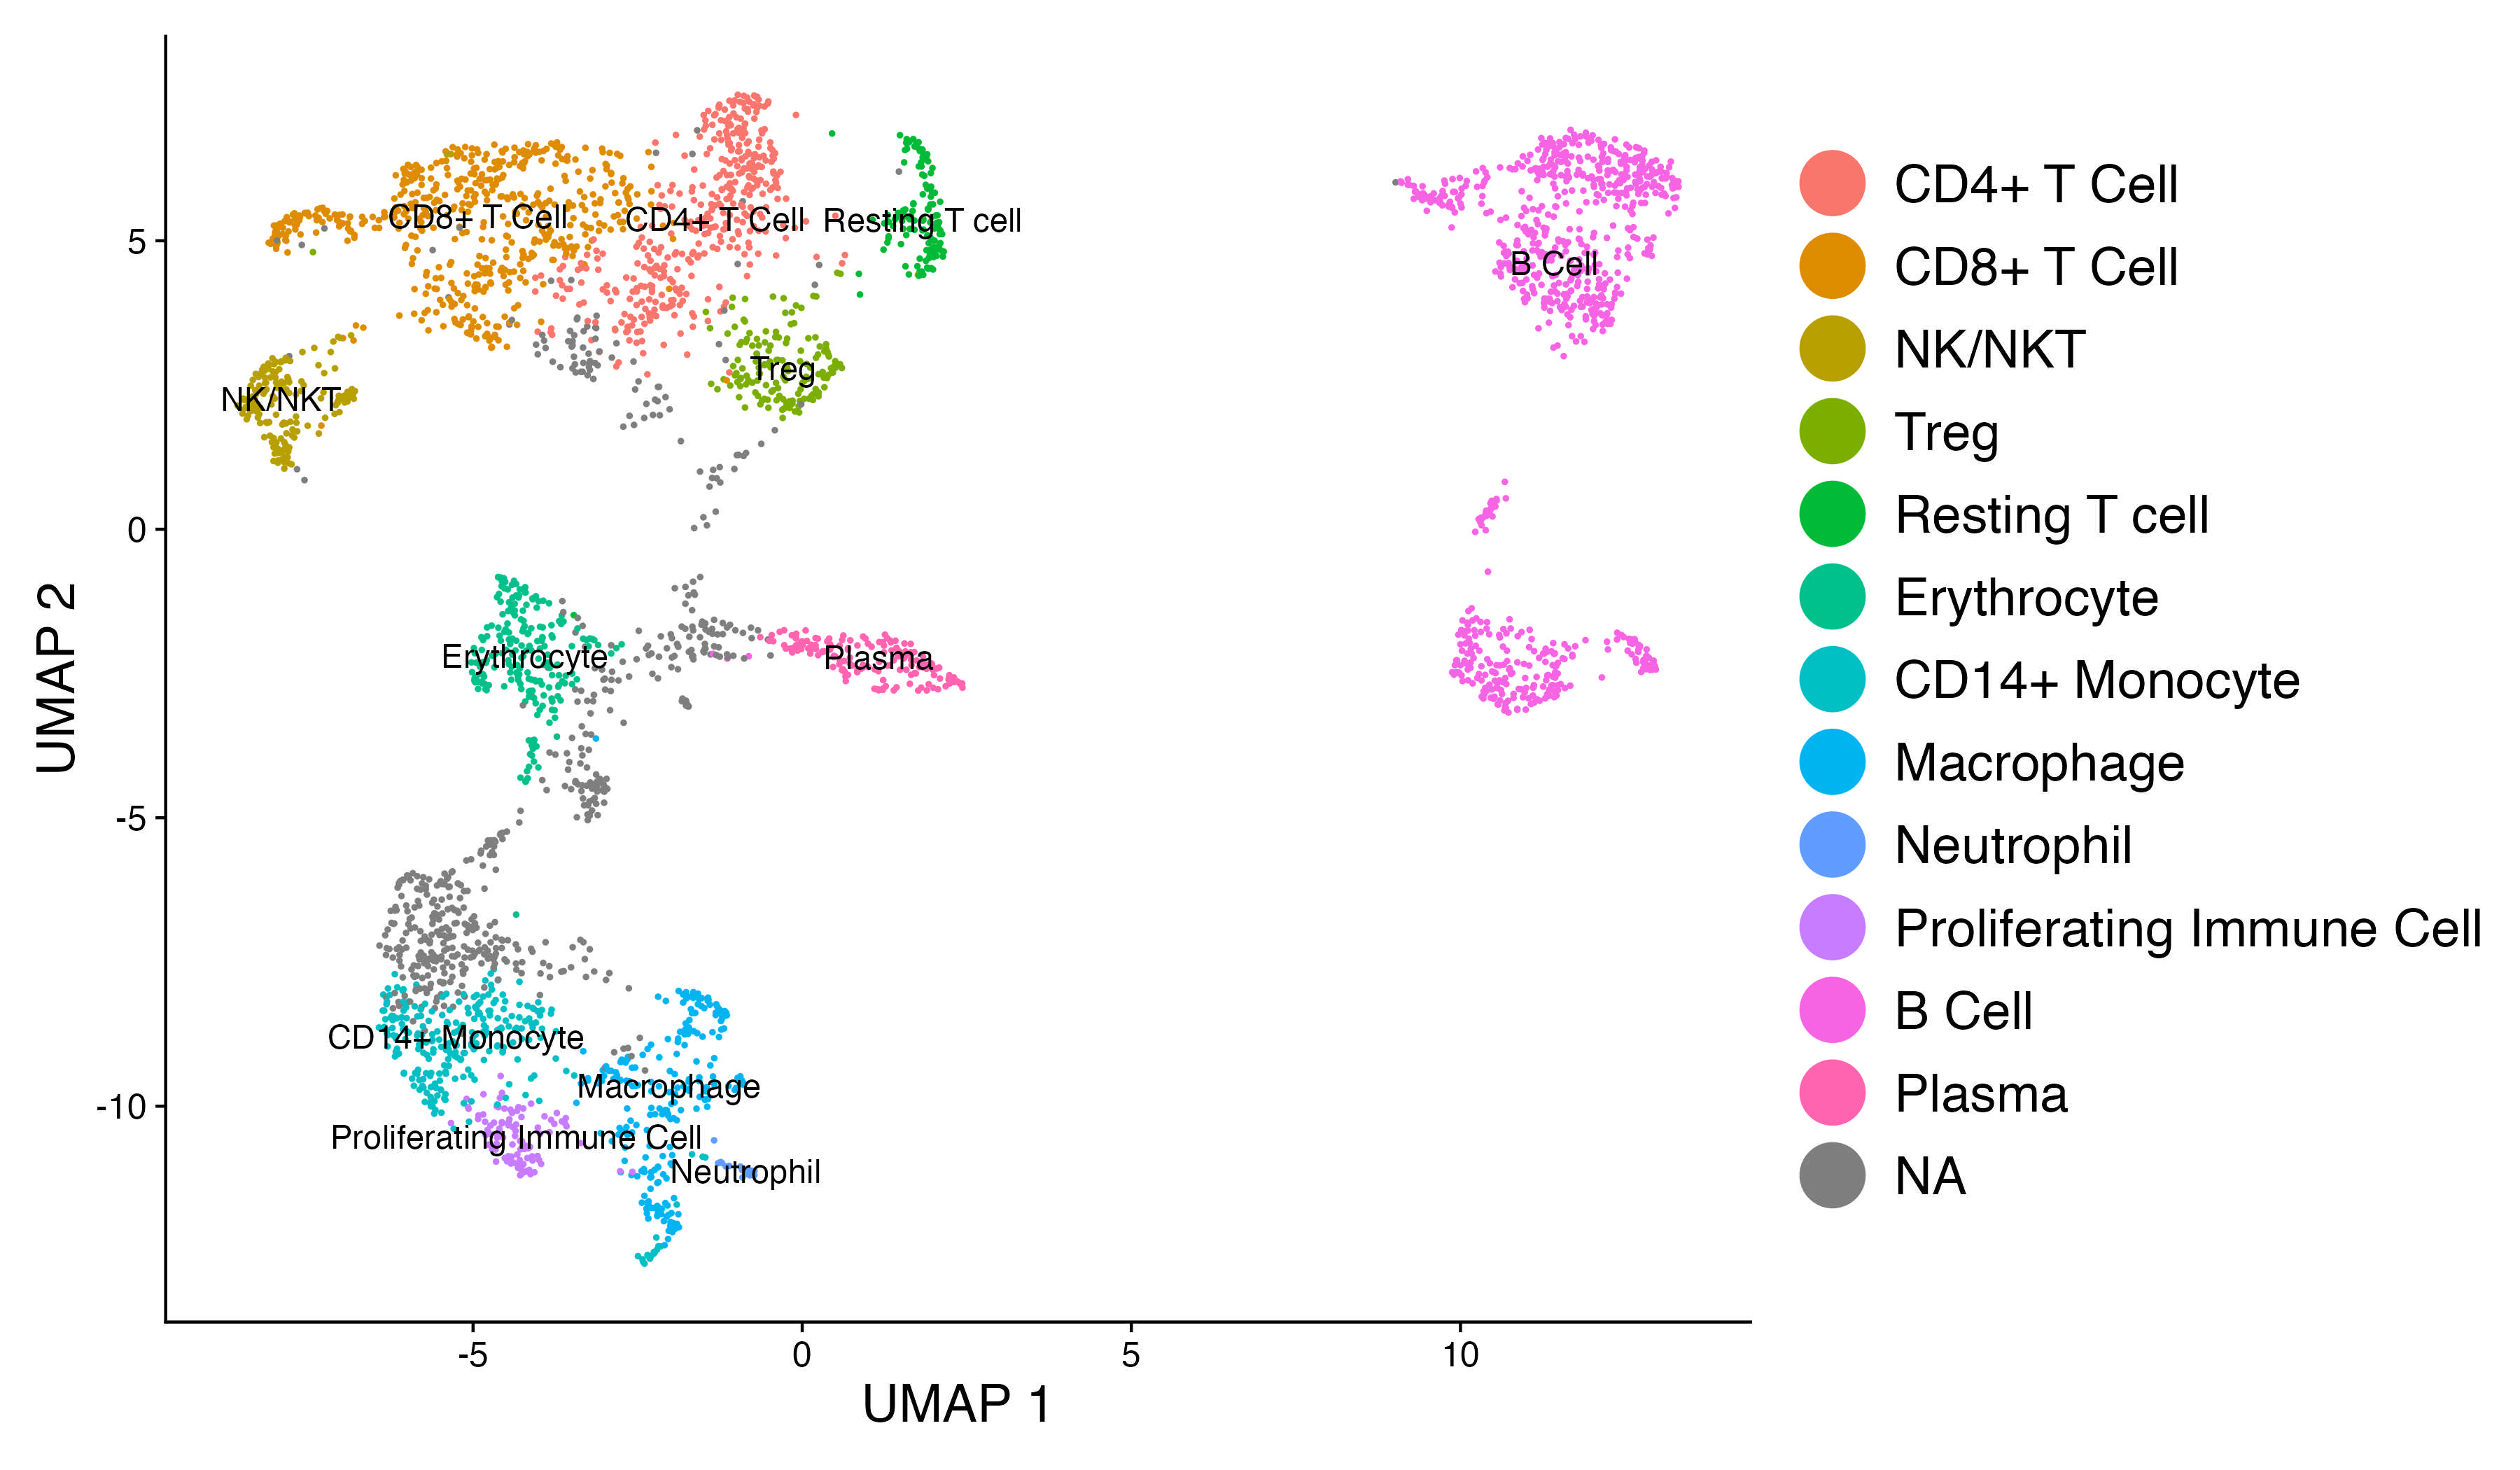 CD8+ T Cell
CD4+ T Cell
Resting T cell
B Cell
Treg
NK/NKT
Erythrocyte
Plasma
CD14+ Monocyte
Macrophage
Proliferating Immune Cell
Neutrophil
5
0
-5
-10
UMAP 2
-5
0
5
10
UMAP 1
CD4+ T Cell
CD8+ T Cell
NK/NKT
Treg
Resting T cell
Erythrocyte
CD14+ Monocyte
Macrophage
Neutrophil
Proliferating Immune Cell
B Cell
Plasma
NA